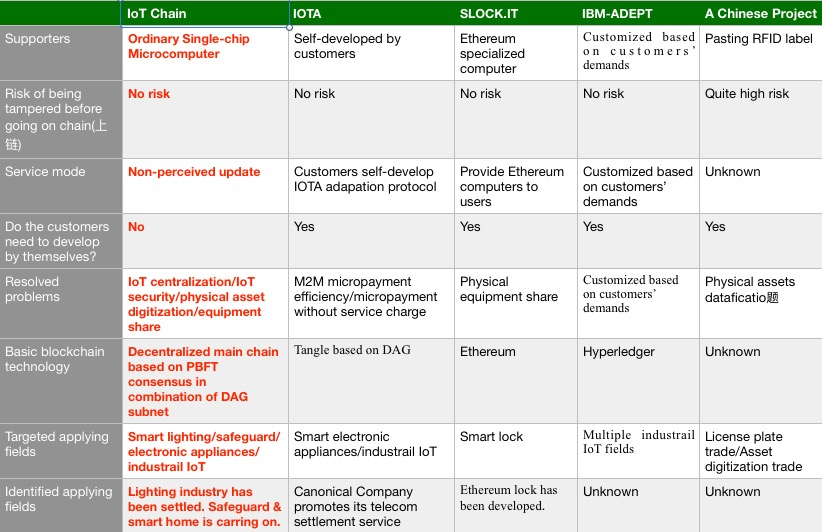 IoT Chain IOTA SLOCK.IT IBM-ADEPT A Chinese Project
Supporters
Ordinary Single-chip
Microcomputer
Self-developed by
customers
Ethereum
specialized
computer
Customized based
on customers’
demands
Pasting RFID label
Risk of being
tampered before
going on chain(上
链)
No risk
No risk
No risk
No risk
Quite high risk
Service mode
Non-perceived update
Customers self-develop
IOTA adapation protocol
Provide Ethereum
computers to
users
Customized based
on customers’
demands
Unknown
Do the customers
need to develop
by themselves?
No
Yes
Yes
Yes
Yes
Resolved
problems
IoT centralization/IoT
security/physical asset
digitization/equipment
share
M2M micropayment
efficiency/micropayment
without service charge
Physical
equipment share
Customized based
on customers’
demands
Physical assets
dataficatio题
Basic blockchain
technology
Decentralized main chain
based on PBFT
consensus in
combination of DAG
subnet
Tangle based on DAG
Ethereum
Hyperledger
Unknown
Targeted applying
fields
Smart lighting/safeguard/
electronic appliances/
industrail IoT
Smart electronic
appliances/industrail IoT
Smart lock
Multiple industrail
IoT fields
License plate
trade/Asset
digitization trade
Identified applying
fields
Lighting industry has
been settled. Safeguard &
smart home is carring on.
Canonical Company
promotes its telecom
settlement service
Ethereum lock has
been developed.
Unknown
Unknown